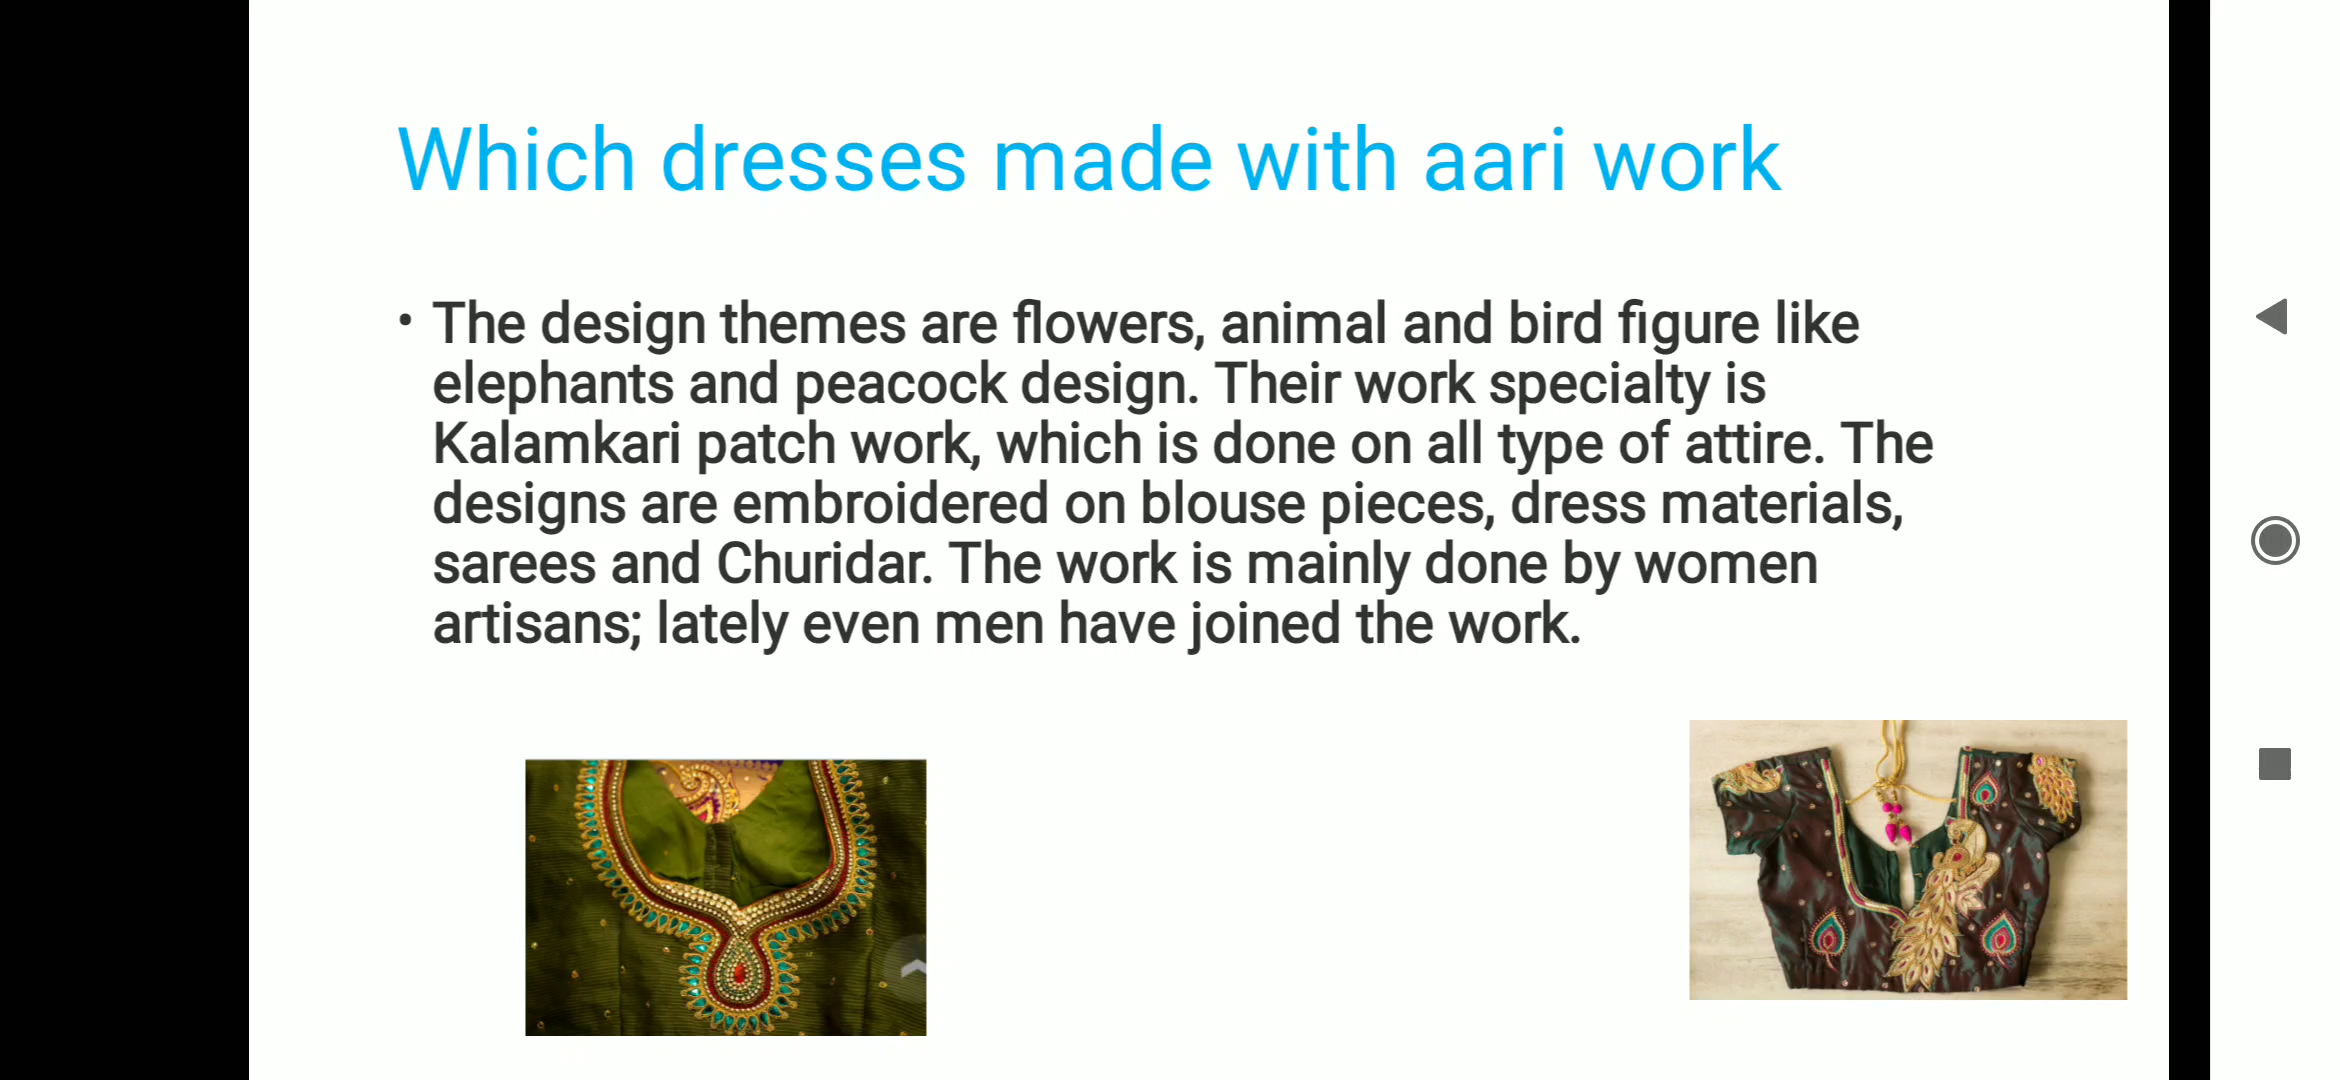 Which dresses made with aari work
• The design themes are flowers, animal and bird figure like
elephants and peacock design. Their work specialty is
Kalamkari patch work, which is done on all type of attire. The
designs are embroidered on blouse pieces, dress materials,
sarees and Churidar. The work is mainly done by women
artisans; lately even men have joined the work.